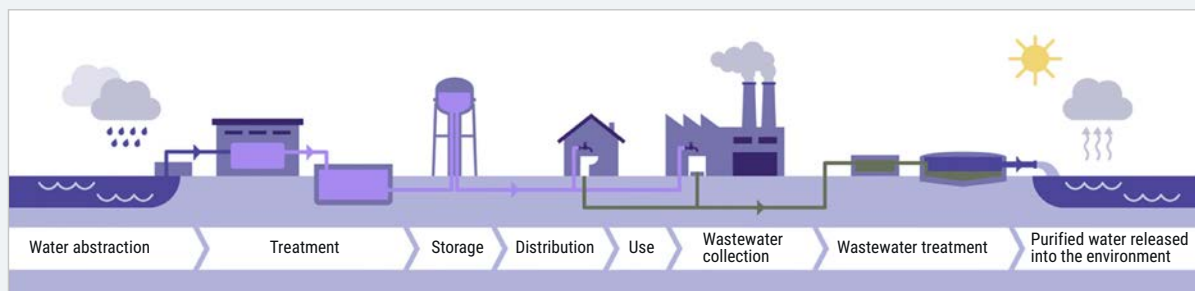 Water abstraction
Treatment
Storage
Distribution
Use
Wastewater
collection
Wastewater treatment
Purified water released
into the environment